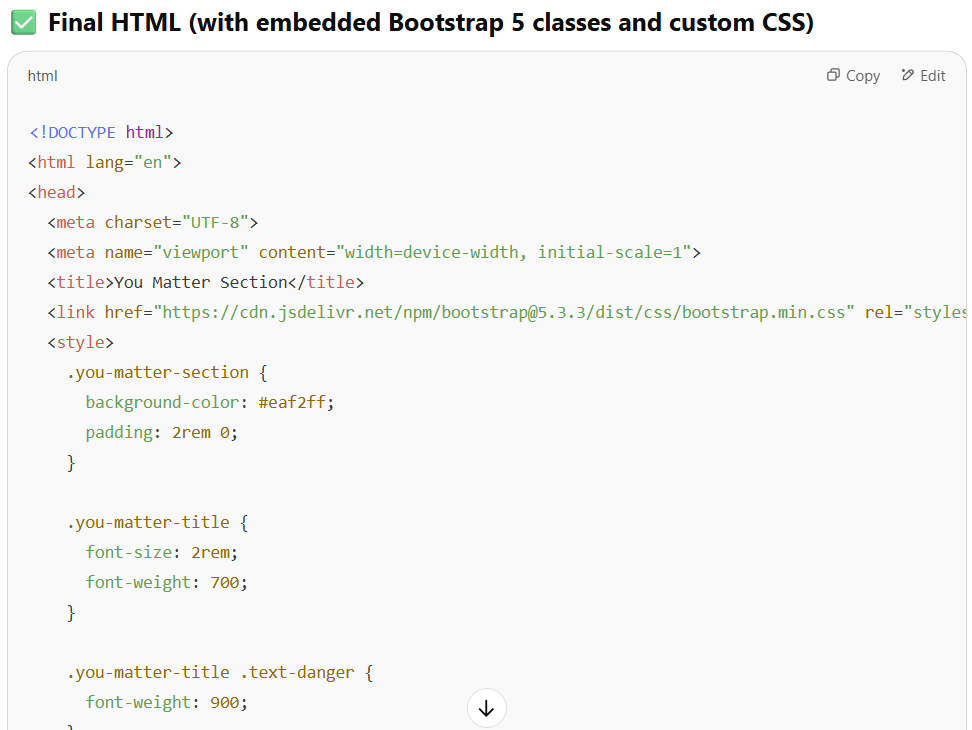 ✅ Final HTML (with embedded Bootstrap 5 classes and custom CSS)
html Copy Edit
<!DOCTYPE html>
<html lang="en">
<head>
  <meta charset="UTF-8">
  <meta name="viewport" content="width=device-width, initial-scale=1">
  <title>You Matter Section</title>
  <link href="https://cdn.jsdelivr.net/npm/bootstrap@5.3.3/dist/css/bootstrap.min.css" rel="styles
  <style>
    .you-matter-section {
      background-color: #eaf2ff;
      padding: 2rem 0;
    }

    .you-matter-title {
      font-size: 2rem;
      font-weight: 700;
    }

    .you-matter-title .text-danger {
      font-weight: 900;
    }